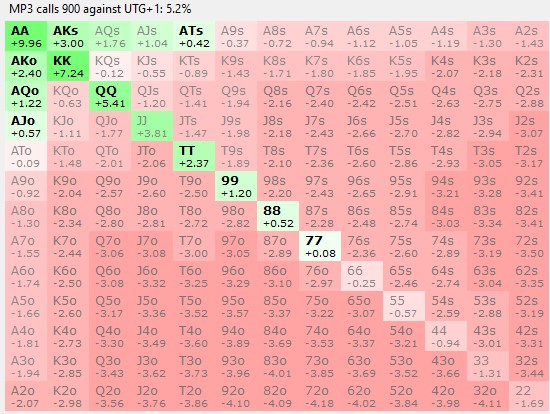 MP3 calls 900 against UTG+1: 5.2%
AA AKs AQs AJs ATs A9s A8s A7s A6s A5s A4s A3s A2s
+9.96 +3.00 +1.76 +1.04 +0.42 -0.37 -0.72 -0.94 -1.12 -1.05 -1.19 -1.30 -1.43
AKo KK KQs KJs KTs K9s K8s K7s K6s K5s K4s K3s K2s
+2.40 +7.24 -0.12 -0.55 -0.89 -1.43 -1.71 -1.80 -1.85 -1.95 -2.07 -2.18 -2.31
AQo KQo QQ QJs QTs Q9s Q8s Q7s Q6s Q5s Q4s Q3s Q2s
+1.22 -0.63 +5.41 -1.20 -1.41 -1.94 -2.16 -2.40 -2.42 -2.51 -2.63 -2.75 -2.88
AJo KJo QJo JJ JTs J9s J8s J7s J6s J5s J4s J3s J2s
+0.57 -1.11 -1.77 +3.81 -1.47 -1.98 -2.18 -2.43 -2.66 -2.70 -2.82 -2.94 -3.07
ATo KTo QTo JTo TT T9s T8s T7s T6s T5s T4s T3s T2s
-0.09 -1.48 -2.01 -2.06 +2.37 -1.89 -2.10 -2.36 -2.60 -2.86 -2.93 -3.05 -3.17
A9o K9o Q9o J9o T9o 99 98s 97s 96s 95s 94s 93s 92s
-0.92 -2.04 -2.57 -2.60 -2.50 +1.20 -2.20 -2.43 -2.65 -2.91 -3.21 -3.28 -3.41
A8o K8o Q8o J8o T8o 98o 88 87s 86s 85s 84s 83s 82s
-1.30 -2.34 -2.80 -2.81 -2.72 -2.82 +0.52 -2.28 -2.48 -2.74 -3.03 -3.34 -3.41
A7o K7o Q7o J7o T7o 97o 87o 77 76s 75s 74s 73s 72s
-1.55 -2.44 -3.06 -3.08 -3.00 -3.05 -2.89 +0.08 -2.36 -2.60 -2.89 -3.19 -3.50
A6o K6o Q6o J6o T6o 96o 86o 76o 66 65s 64s 63s 62s
-1.74 -2.50 -3.08 -3.32 -3.25 -3.29 -3.10 -2.97 -0.25 -2.46 -2.74 -3.04 -3.35
A5o K5o Q5o J5o T5o 95o 85o 75o 65o 55 54s 53s 52s
-1.66 -2.60 -3.17 -3.36 -3.52 -3.57 -3.37 -3.22 -3.07 -0.57 -2.59 -2.88 -3.19
A4o K4o Q4o J4o T4o 94o 84o 74o 64o 54o 44 43s 42s
-1.81 -2.73 -3.30 -3.49 -3.60 -3.89 -3.69 -3.53 -3.37 -3.21 -0.94 -3.01 -3.31
A3o K3o Q3o J3o T3o 93o 83o 73o 63o 53o 43o 33 32s
-1.94 -2.85 -3.43 -3.62 -3.73 -3.96 -4.01 -3.85 -3.69 -3.52 -3.66 -1.31 -3.44
A2o K2o Q2o J2o T2o 92o 82o 72o 62o 52o 42o 32o 22
-2.07 -2.98 -3.56 -3.76 -3.86 -4.10 -4.09 -4.18 -4.02 -3.84 -3.98 -4.11 -1.69